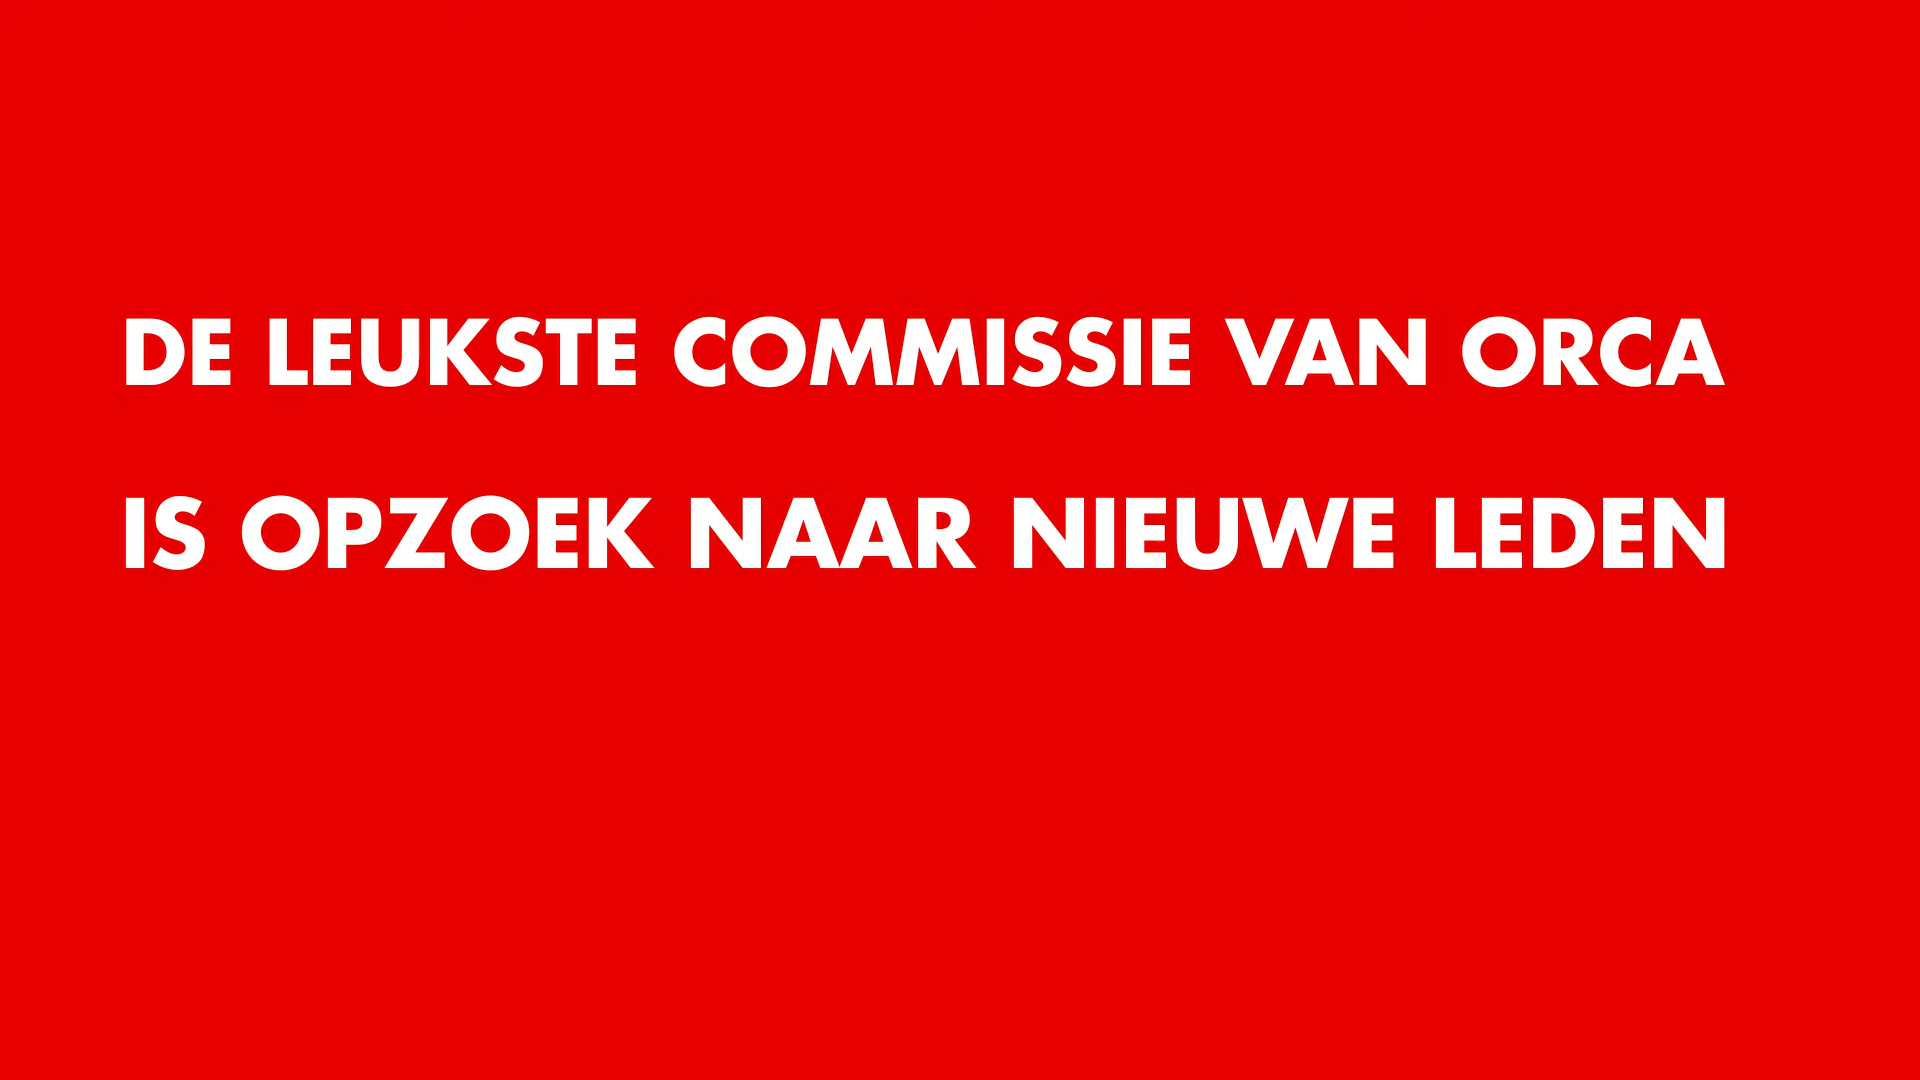 DE LEUKSTE COMMISSIE VAN ORCA
IS OPZOEK NAAR NIEUWE LEDEN